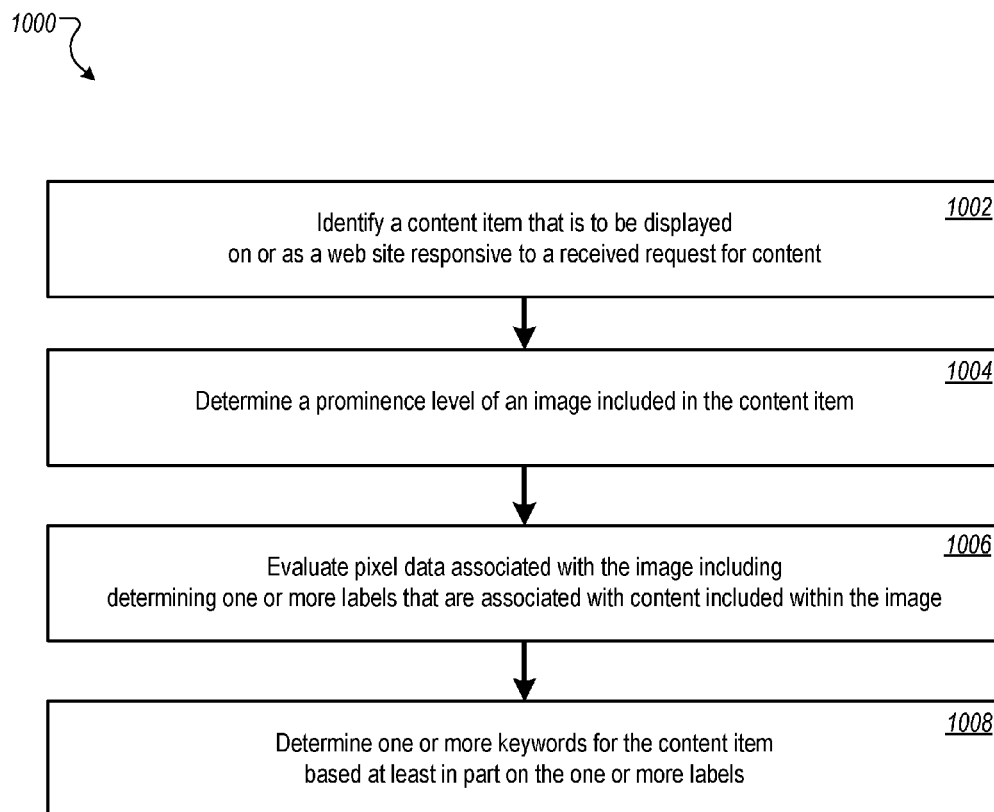 1000
1002
Identify a content item that is to be displayed
on or as a web site responsive to a received request for content
1004
Determine a prominence level of an image included in the content item
1006
Evaluate pixel data associated with the image including
determining one or more labels that are associated with content included within the image
1008
Determine one or more keywords for the content item
based at least in part on the one or more labels